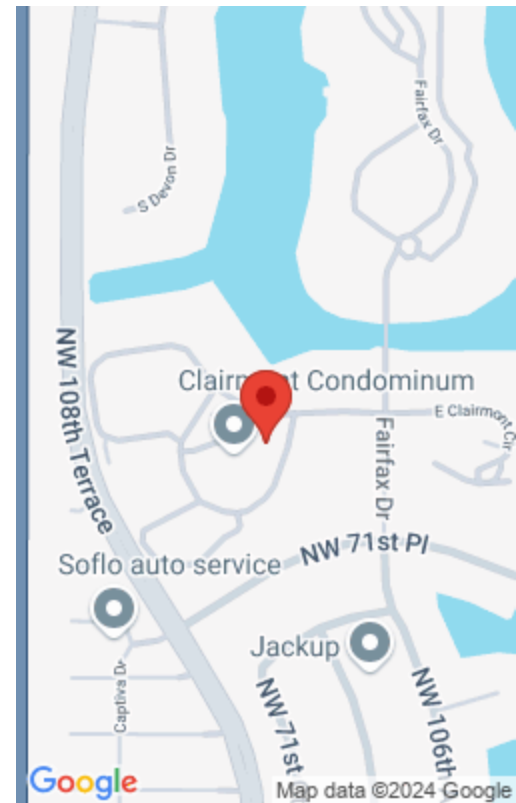 Fairfax Dr
S Devon Dr
NW 108th Terrace
Clairmont Condominum
E Clairmont Cir
Fairfax Dr
NW 71st Pl
Soflo auto service
Jackup
Captiva Dr
NW 71st
NW 106th
Google
Map data ©2024 Google